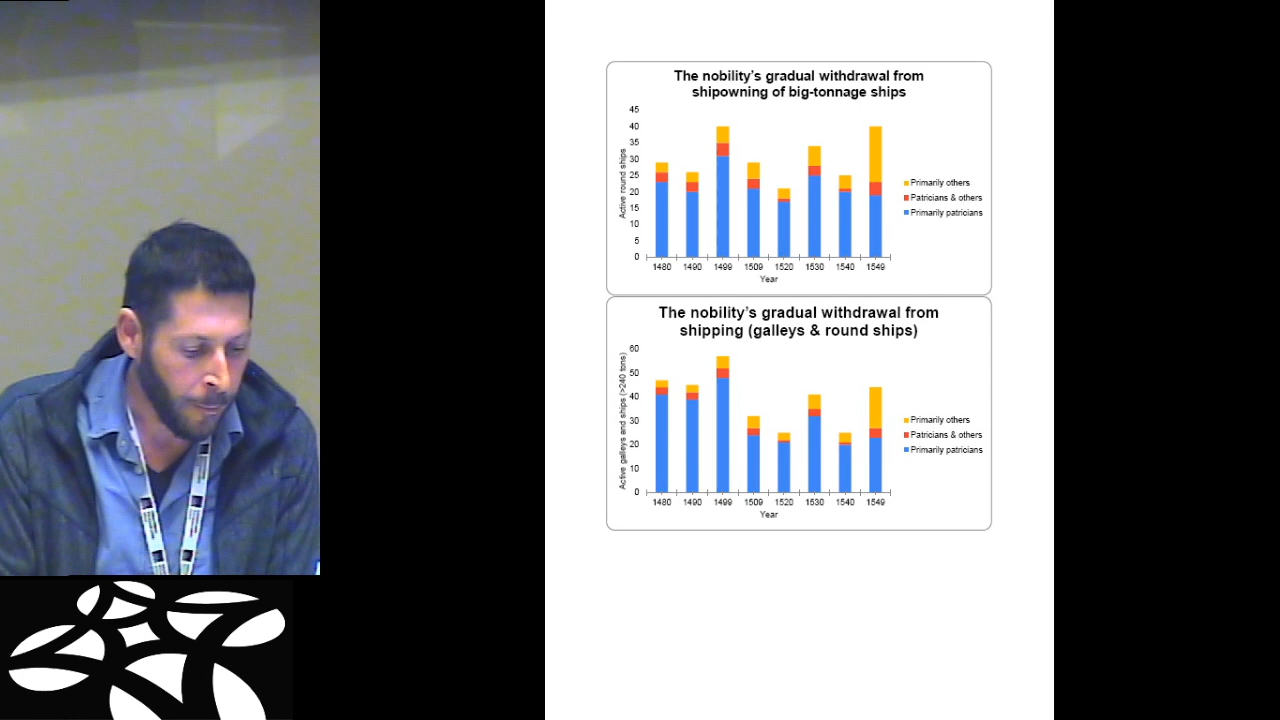 The nobility's gradual withdrawal from
shipowning of big-tonnage ships
45
40
35
30
25
20
15
10
5
0
Active round ships
1480 1490 1499 1509 1520 1530 1540 1549
Year
Primarily others
Patricians & others
Primarily patricians
The nobility's gradual withdrawal from
shipping (galleys & round ships)
60
50
40
30
20
10
0
Active galleys and ships (>240 tons)
1480 1490 1499 1509 1520 1530 1540 1549
Year
Primarily others
Patricians & others
Primarily patricians